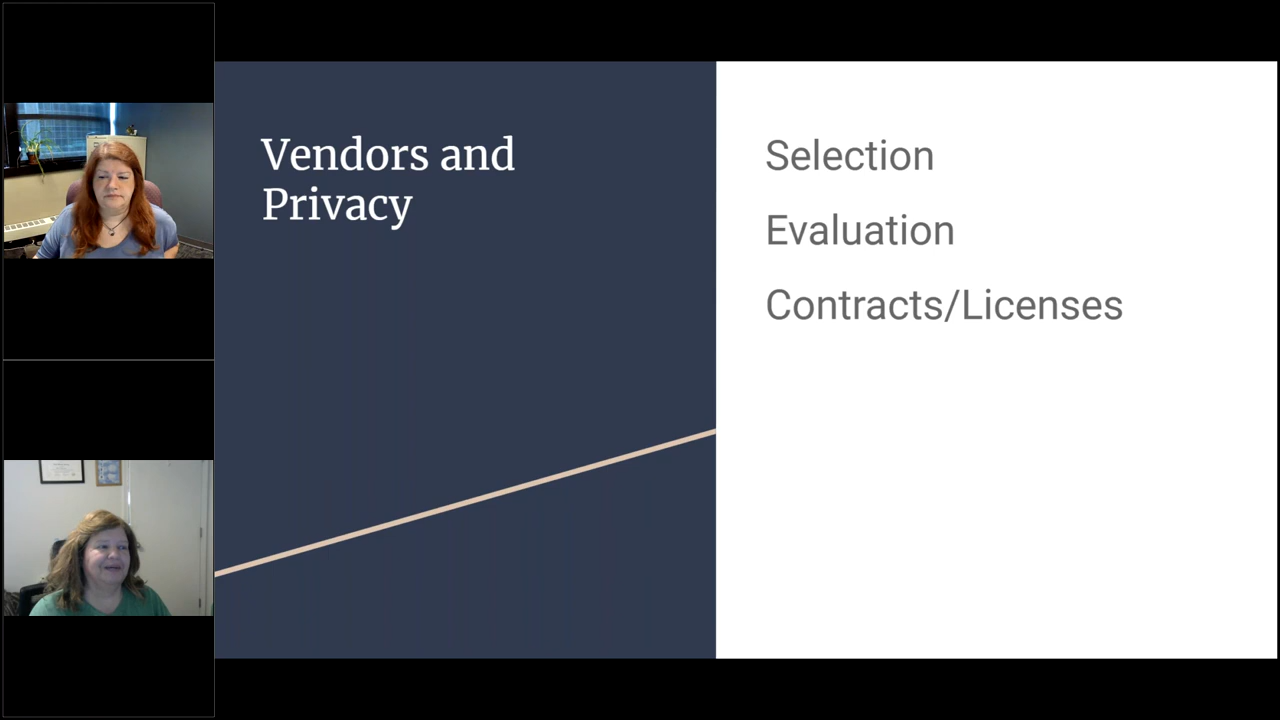 Vendors and
Privacy
Selection
Evaluation
Contracts/Licenses